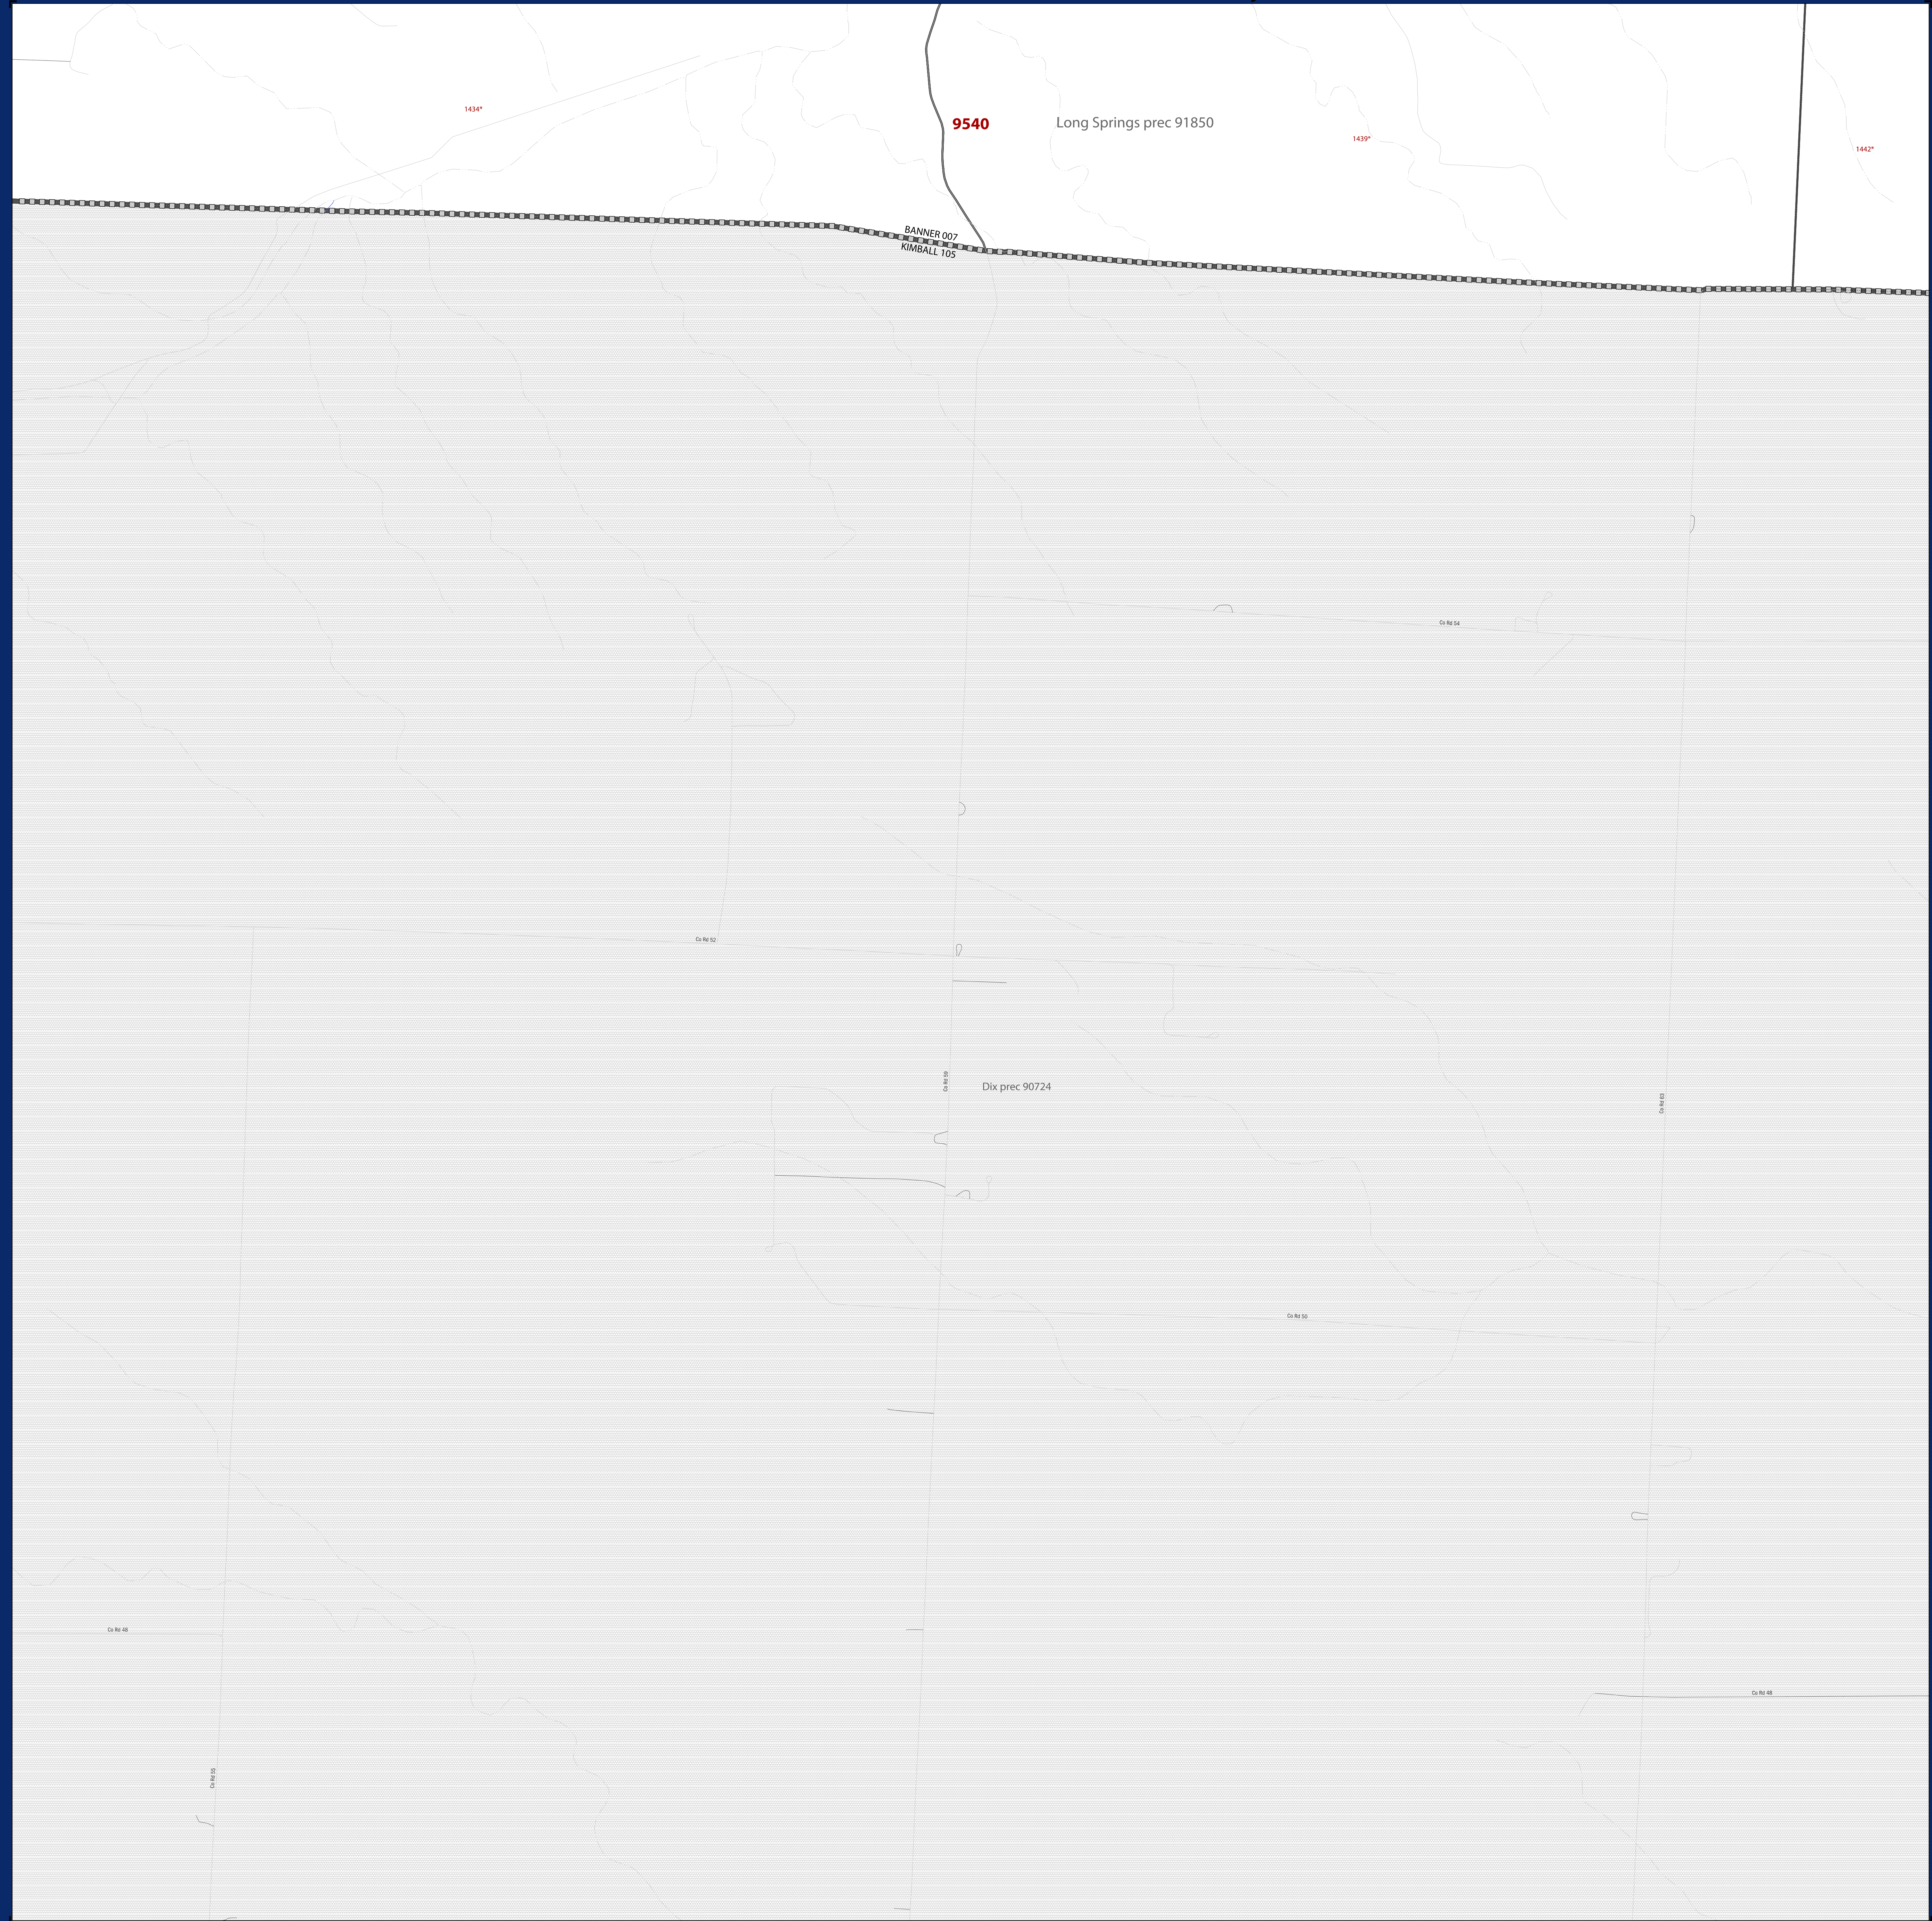 1434*
9540
Long Springs prec 91850
1439*
1442*
BANNER 007
KIMBALL 105
Co Rd 54
Co Rd 52
Co Rd 59
Dix prec 90724
Co Rd 63
Co Rd 50
Co Rd 48
Co Rd 48
Co Rd 55